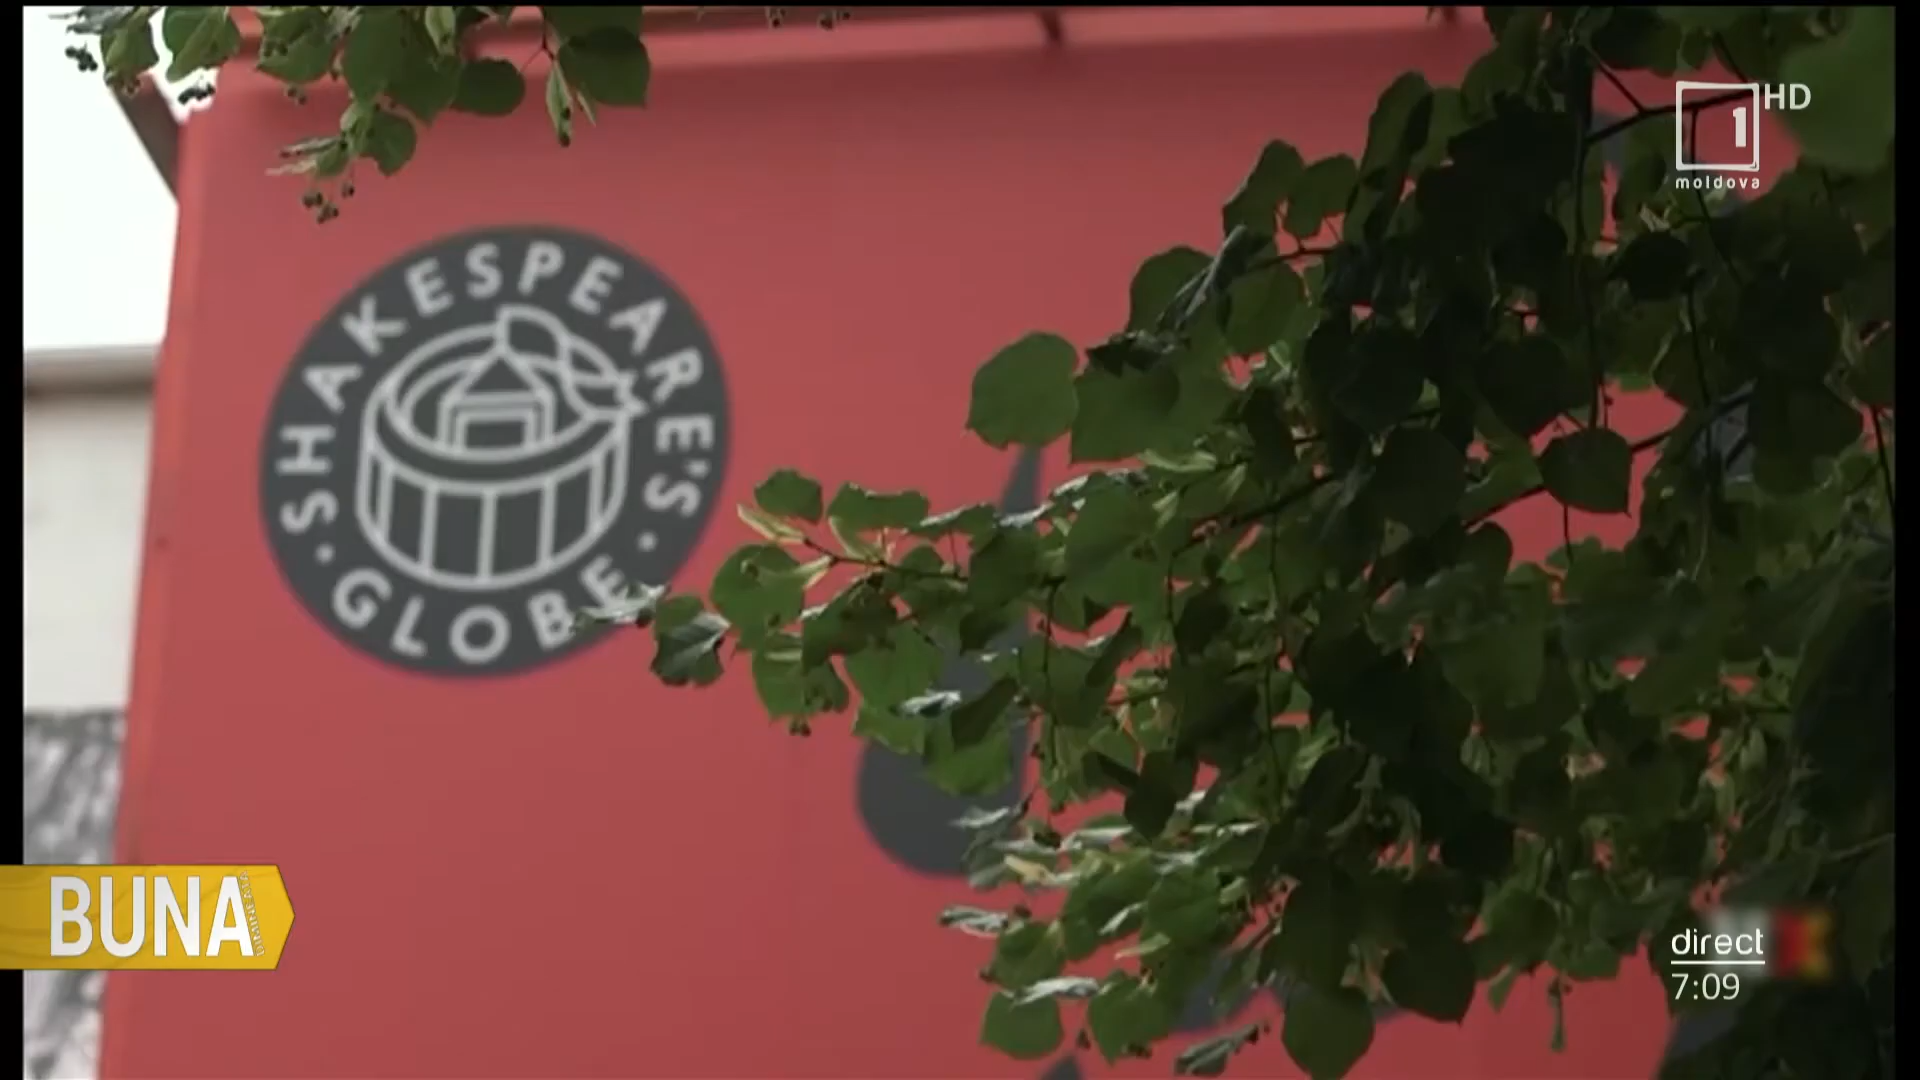 HD
1
moldova
SHAKESPEARE'S
· GLOBE ·
BUNA
direct
7:09